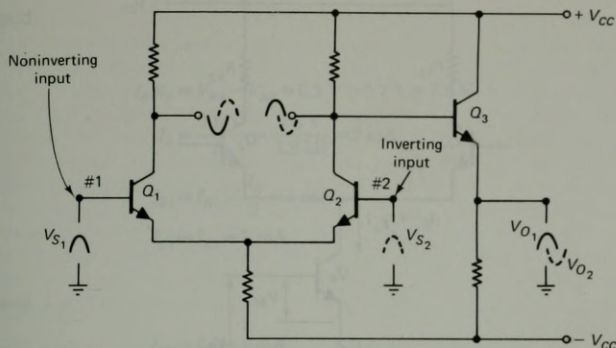 + V_CC
Noninverting
input
Q_3
Inverting
input
#1
Q_1
Q_2
#2
V_S1
V_S2
V_O1
V_O2
− V_CC